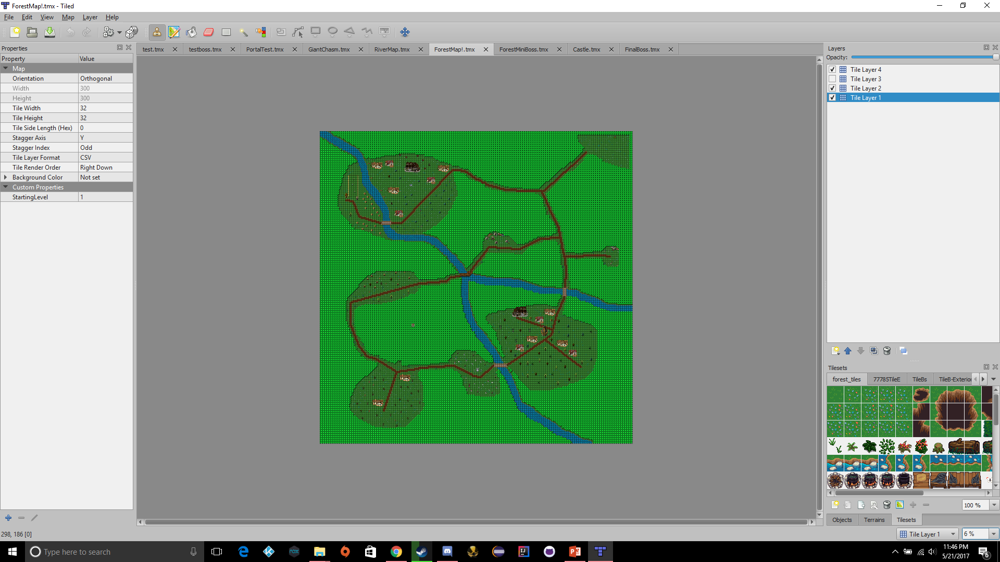 ForestMap!.tmx - Tiled
File Edit View Map Layer Help
Properties
test.tmx testboss.tmx PortalTest.tmx GiantChasm.tmx RiverMap.tmx ForestMap!.tmx ForestMiniBoss.tmx Castle.tmx FinalBoss.tmx
Property Value
Map
Orientation Orthogonal
Width 300
Height 300
Tile Width 32
Tile Height 32
Tile Side Length (Hex) 0
Stagger Axis Y
Stagger Index Odd
Tile Layer Format CSV
Tile Render Order Right Down
Background Color Not set
Custom Properties
StartingLevel 1
Layers
Opacity:
Tile Layer 4
Tile Layer 3
Tile Layer 2
Tile Layer 1
Tilesets
forest_tiles 77785TileE TileBs TileB-Exterior
100 %
Objects Terrains Tilesets
298, 186 [0]
Tile Layer 1 6 %
Type here to search
11:46 PM
5/21/2017
6